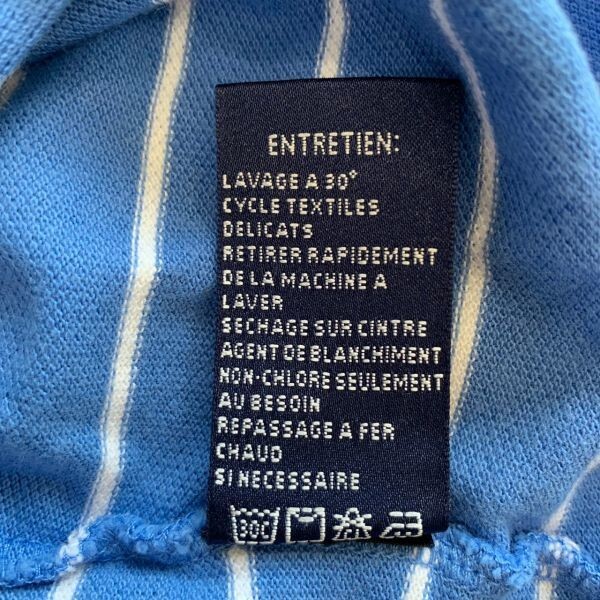 ENTRETIEN:
LAVAGE A 30°
CYCLE TEXTILES
DELICATS
RETIRER RAPIDEMENT
DE LA MACHINE A
LAVER
SECHAGE SUR CINTRE
AGENT DE BLANCHIMENT
NON-CHLORE SEULEMENT
AU BESOIN
REPASSAGE A FER
CHAUD
SI NECESSAIRE
30C